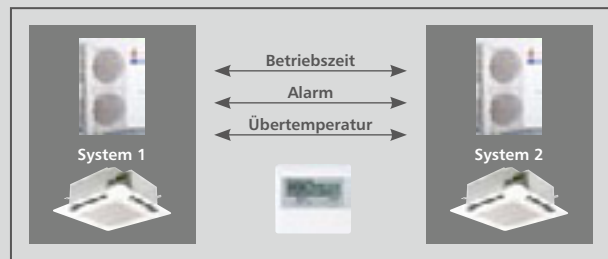 Betriebszeit
Alarm
Übertemperatur
System 1
System 2